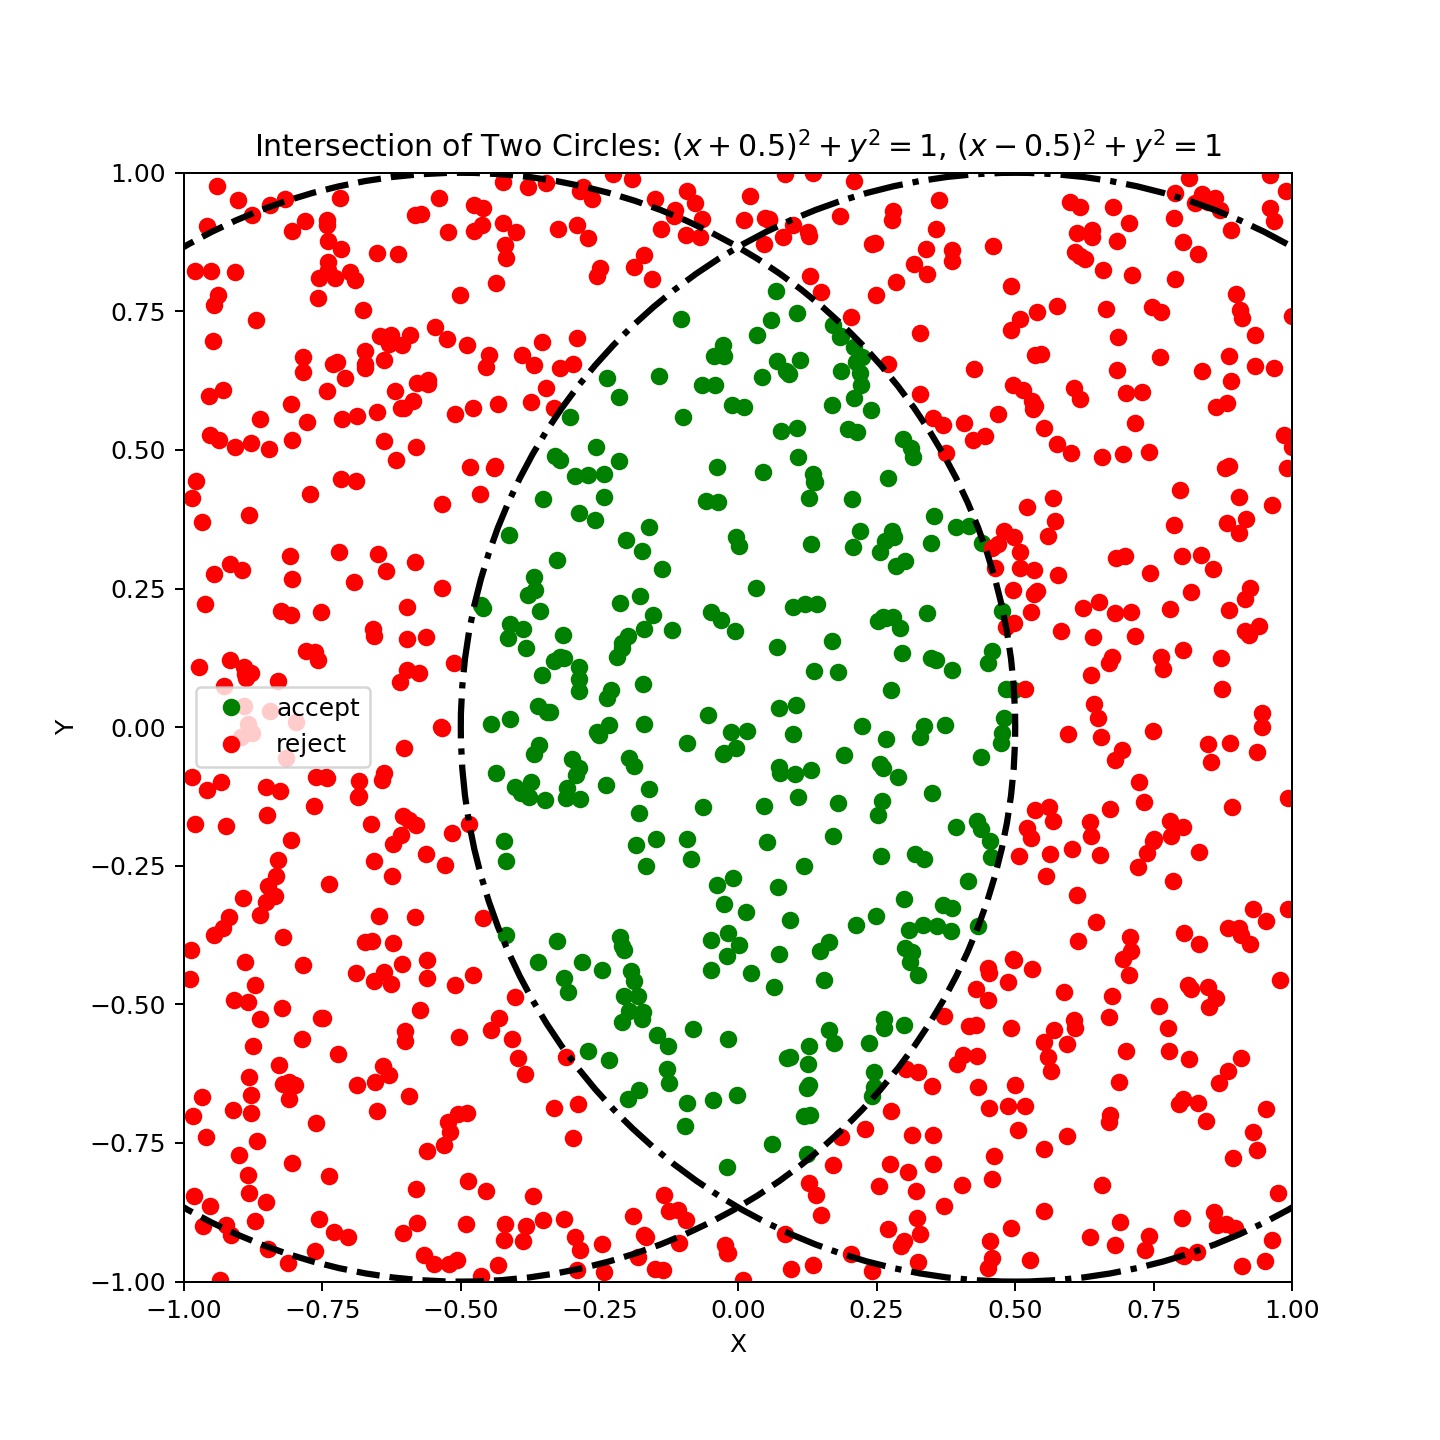 Intersection of Two Circles: $(x + 0.5)^2 + y^2 = 1$, $(x - 0.5)^2 + y^2 = 1$
1.00
0.75
0.50
0.25
0.00
−0.25
−0.50
−0.75
−1.00
Y
accept
reject
−1.00 −0.75 −0.50 −0.25 0.00 0.25 0.50 0.75 1.00
X